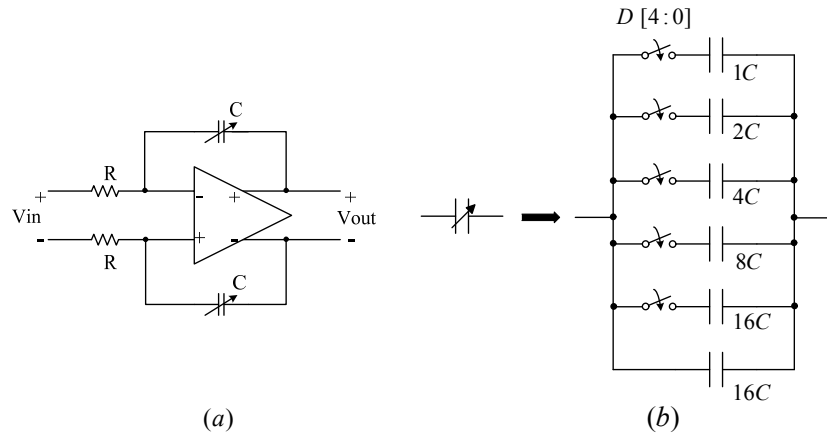 D [4:0]
1C
2C
4C
8C
16C
16C
C
R
+
-
Vin
-
+
R
-
+
+
-
+
Vout
-
C
(a)
(b)